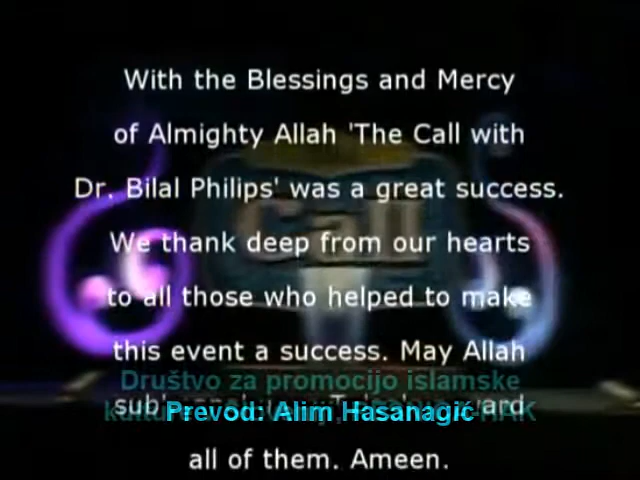 With the Blessings and Mercy
of Almighty Allah 'The Call with
Dr. Bilal Philips' was a great success.
We thank deep from our hearts
to all those who helped to make
this event a success. May Allah
Društvo za promocijo islamske
Prevod: Alim Hasanagić
all of them. Ameen.
Call